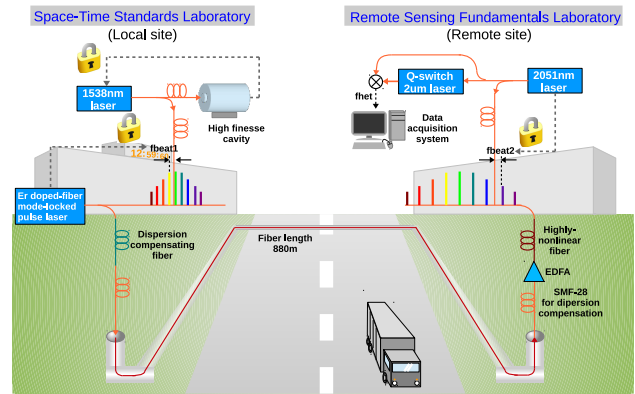 Space-Time Standards Laboratory
(Local site)
Remote Sensing Fundamentals Laboratory
(Remote site)
1538nm
laser
High finesse
cavity
fbeat1
Er doped-fiber
mode-locked
pulse laser
Dispersion
compensating
fiber
Fiber length
880m
fhet
Q-switch
2um laser
2051nm
laser
Data
acquisition
system
fbeat2
Highly-
nonlinear
fiber
EDFA
SMF-28
for dipersion
compensation